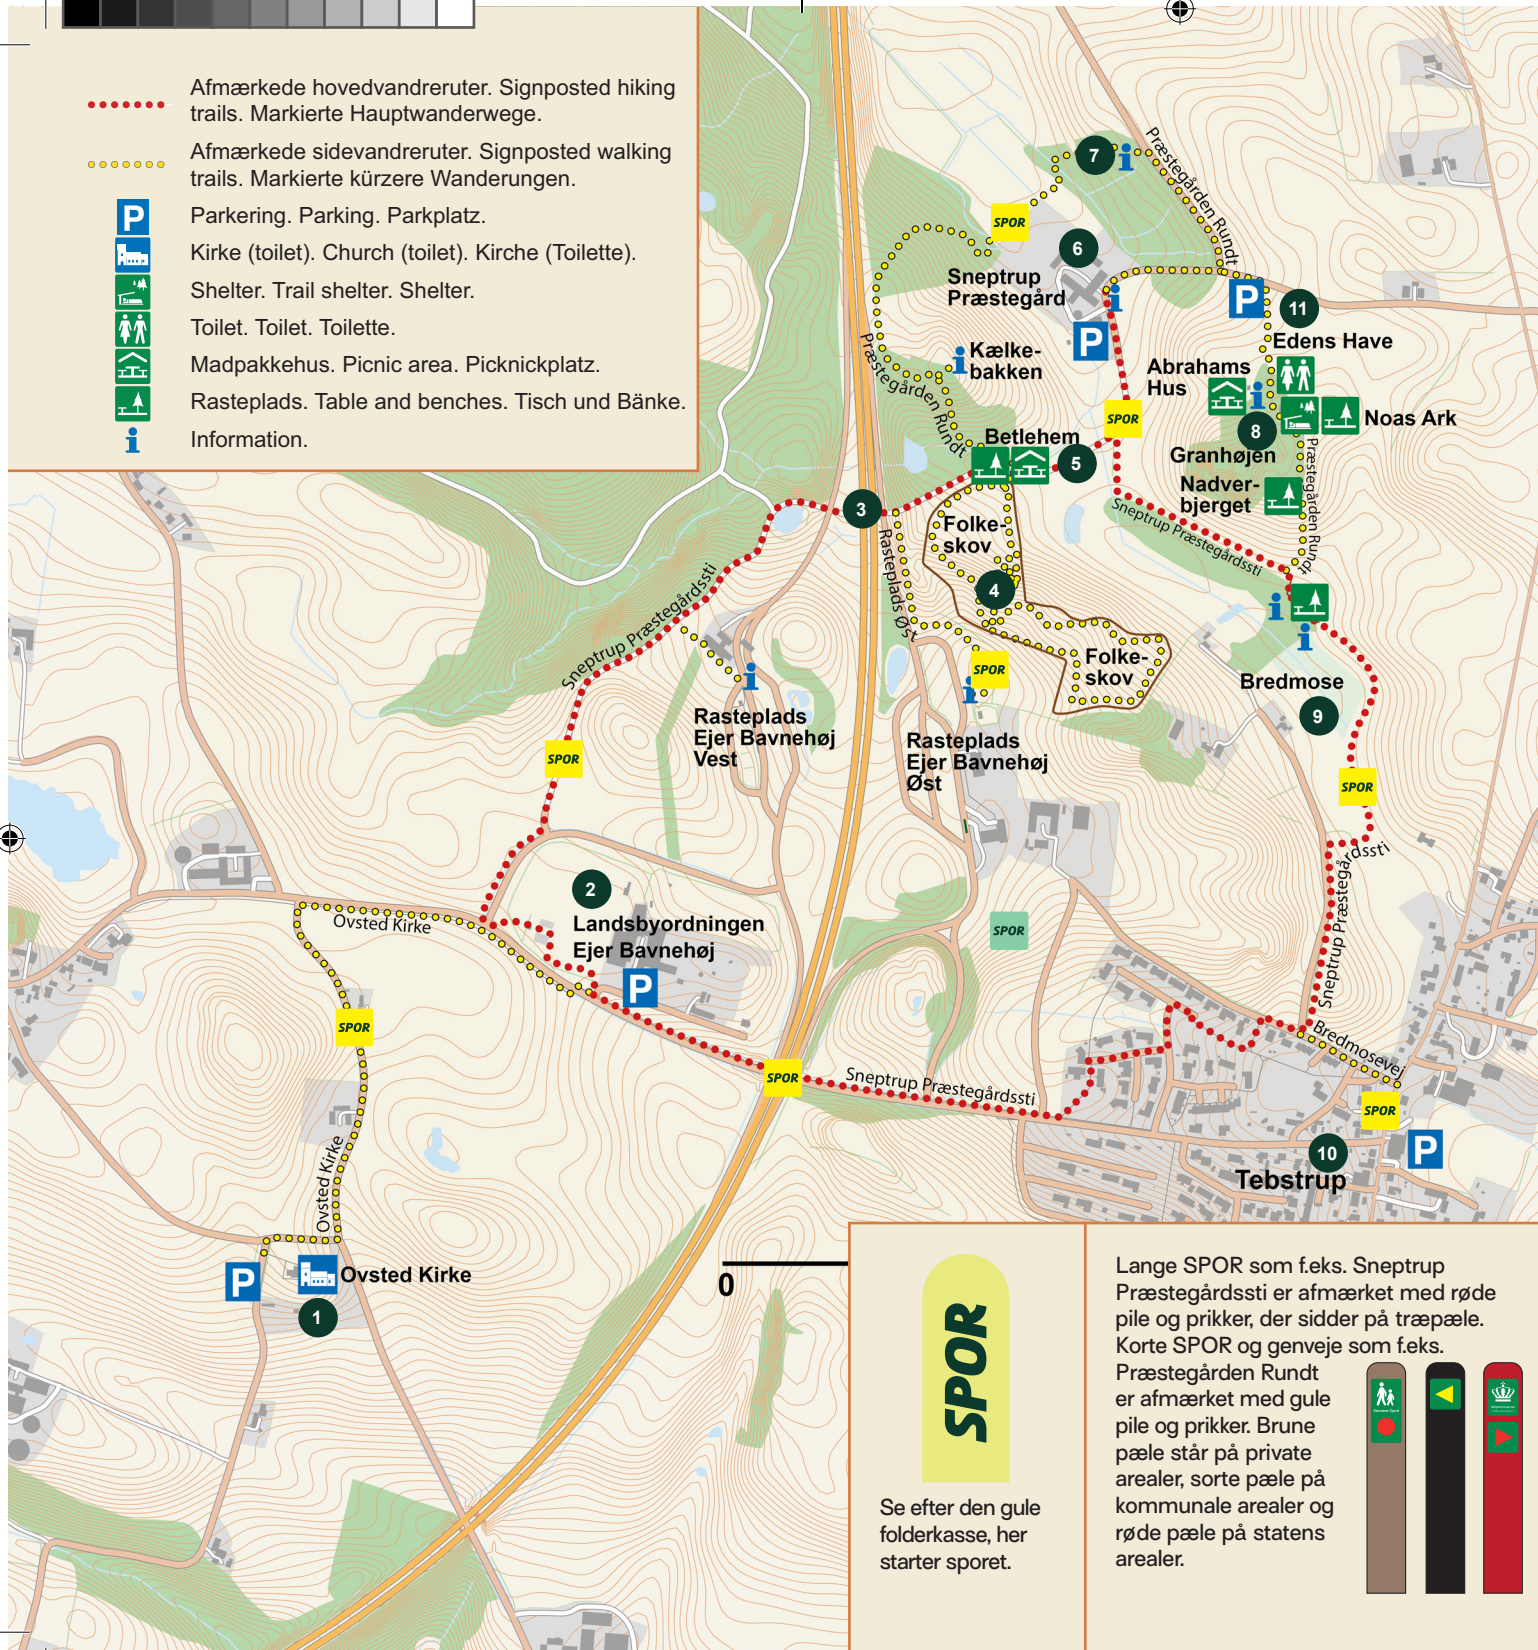 Afmærkede hovedvandreruter. Signposted hiking
trails. Markierte Hauptwanderwege.
Afmærkede sidevandreruter. Signposted walking
trails. Markierte kürzere Wanderungen.
P
Parkering. Parking. Parkplatz.
Kirke (toilet). Church (toilet). Kirche (Toilette).
Shelter. Trail shelter. Shelter.
Toilet. Toilet. Toilette.
Madpakkehus. Picnic area. Picknickplatz.
Rasteplads. Table and benches. Tisch und Bänke.
i
Information.
7
i
Præstegården Rundt
SPOR
6
Sneptrup
Præstegård
i
P
P
11
Edens Have
i
Kælke-
bakken
Præstegården Rundt
Abrahams
Hus
i
Noas Ark
SPOR
8
Granhøjen
Betlehem
5
Nadver-
bjerget
Præstegården Rundt
3
Sneptrup Præstegårdssti
Folke-
skov
Rasteplads Øst
4
i
i
Sneptrup Præstegårdssti
i
Folke-
skov
SPOR
i
Bredmose
9
Rasteplads
Ejer Bavnehøj
Vest
Rasteplads
Ejer Bavnehøj
Øst
SPOR
SPOR
Sneptrup Præstegårdssti
2
Landsbyordningen
Ejer Bavnehøj
Ovsted Kirke
SPOR
P
SPOR
SPOR
Sneptrup Præstegårdssti
Bredmosevej
SPOR
P
10
Tebstrup
Ovsted Kirke
P
Ovsted Kirke
1
0
SPOR
Se efter den gule
folderkasse, her
starter sporet.
Lange SPOR som f.eks. Sneptrup
Præstegårdssti er afmærket med røde
pile og prikker, der sidder på træpæle.
Korte SPOR og genveje som f.eks.
Præstegården Rundt
er afmærket med gule
pile og prikker. Brune
pæle står på private
arealer, sorte pæle på
kommunale arealer og
røde pæle på statens
arealer.